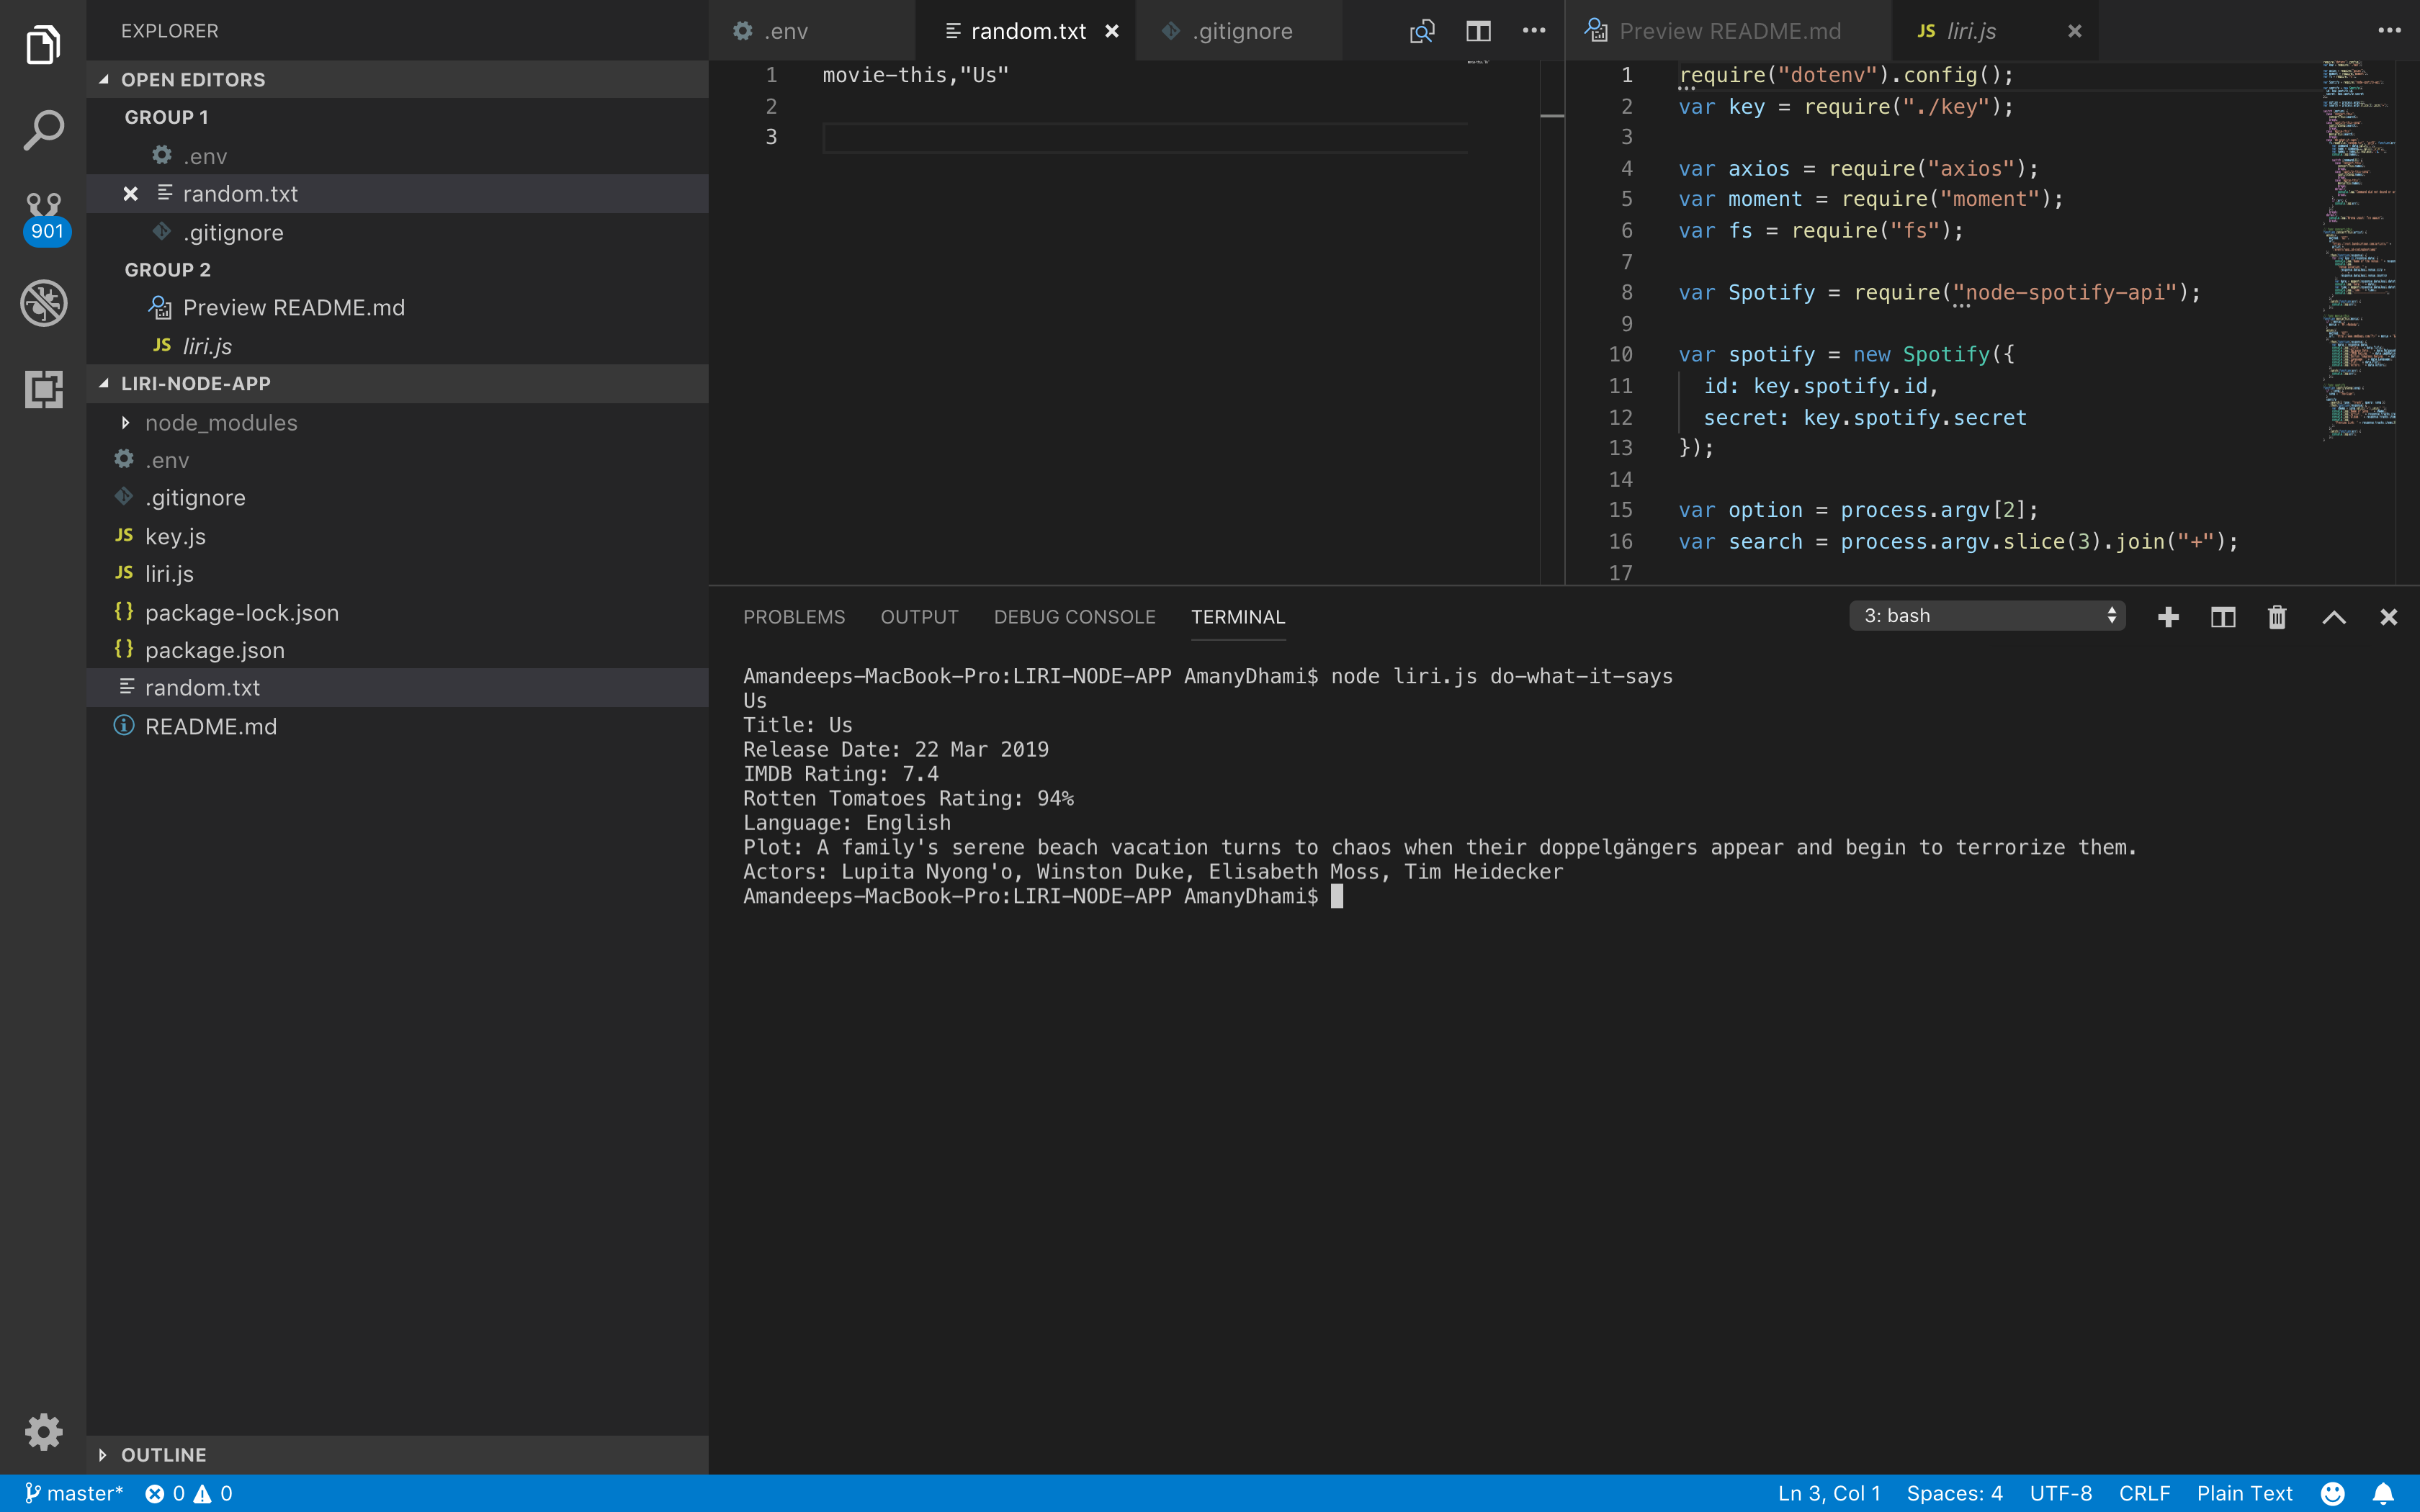 EXPLORER
OPEN EDITORS
GROUP 1
.env
random.txt
.gitignore
GROUP 2
Preview README.md
JS liri.js
LIRI-NODE-APP
node_modules
.env
.gitignore
JS key.js
JS liri.js
{} package-lock.json
{} package.json
random.txt
README.md
OUTLINE
901
.env
random.txt
.gitignore
1 movie-this,"Us"
2
3
Preview README.md
JS liri.js
1 require("dotenv").config();
2 var key = require("./key");
3
4 var axios = require("axios");
5 var moment = require("moment");
6 var fs = require("fs");
7
8 var Spotify = require("node-spotify-api");
9
10 var spotify = new Spotify({
11 id: key.spotify.id,
12 secret: key.spotify.secret
13 });
14
15 var option = process.argv[2];
16 var search = process.argv.slice(3).join("+");
17
PROBLEMS OUTPUT DEBUG CONSOLE TERMINAL
3: bash
Amandeeps-MacBook-Pro:LIRI-NODE-APP AmanyDhami$ node liri.js do-what-it-says
Us
Title: Us
Release Date: 22 Mar 2019
IMDB Rating: 7.4
Rotten Tomatoes Rating: 94%
Language: English
Plot: A family's serene beach vacation turns to chaos when their doppelgängers appear and begin to terrorize them.
Actors: Lupita Nyong'o, Winston Duke, Elisabeth Moss, Tim Heidecker
Amandeeps-MacBook-Pro:LIRI-NODE-APP AmanyDhami$
master* 0 0
Ln 3, Col 1 Spaces: 4 UTF-8 CRLF Plain Text